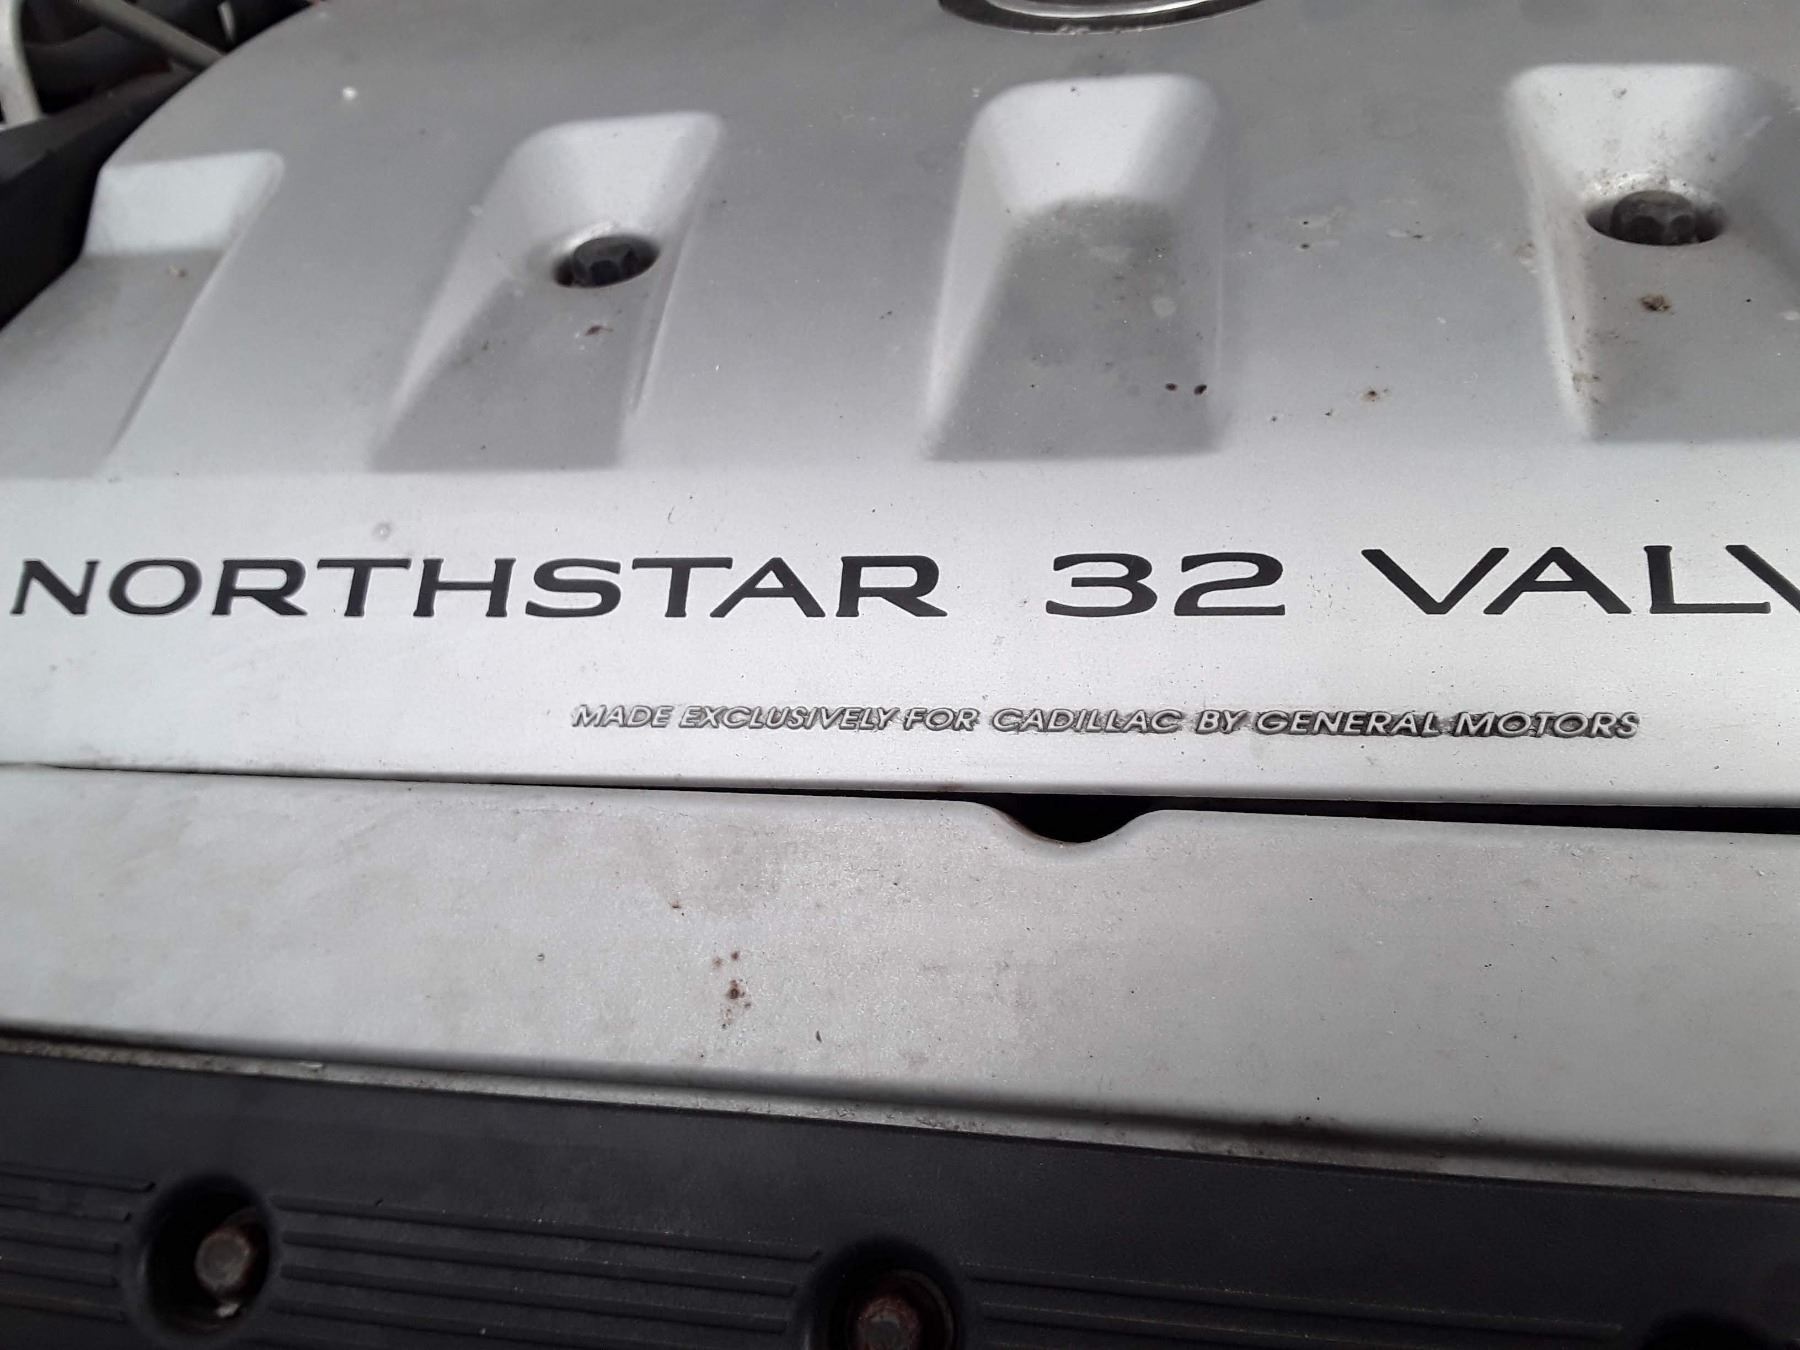 NORTHSTAR 32 VALV
MADE EXCLUSIVELY FOR CADILLAC BY GENERAL MOTORS